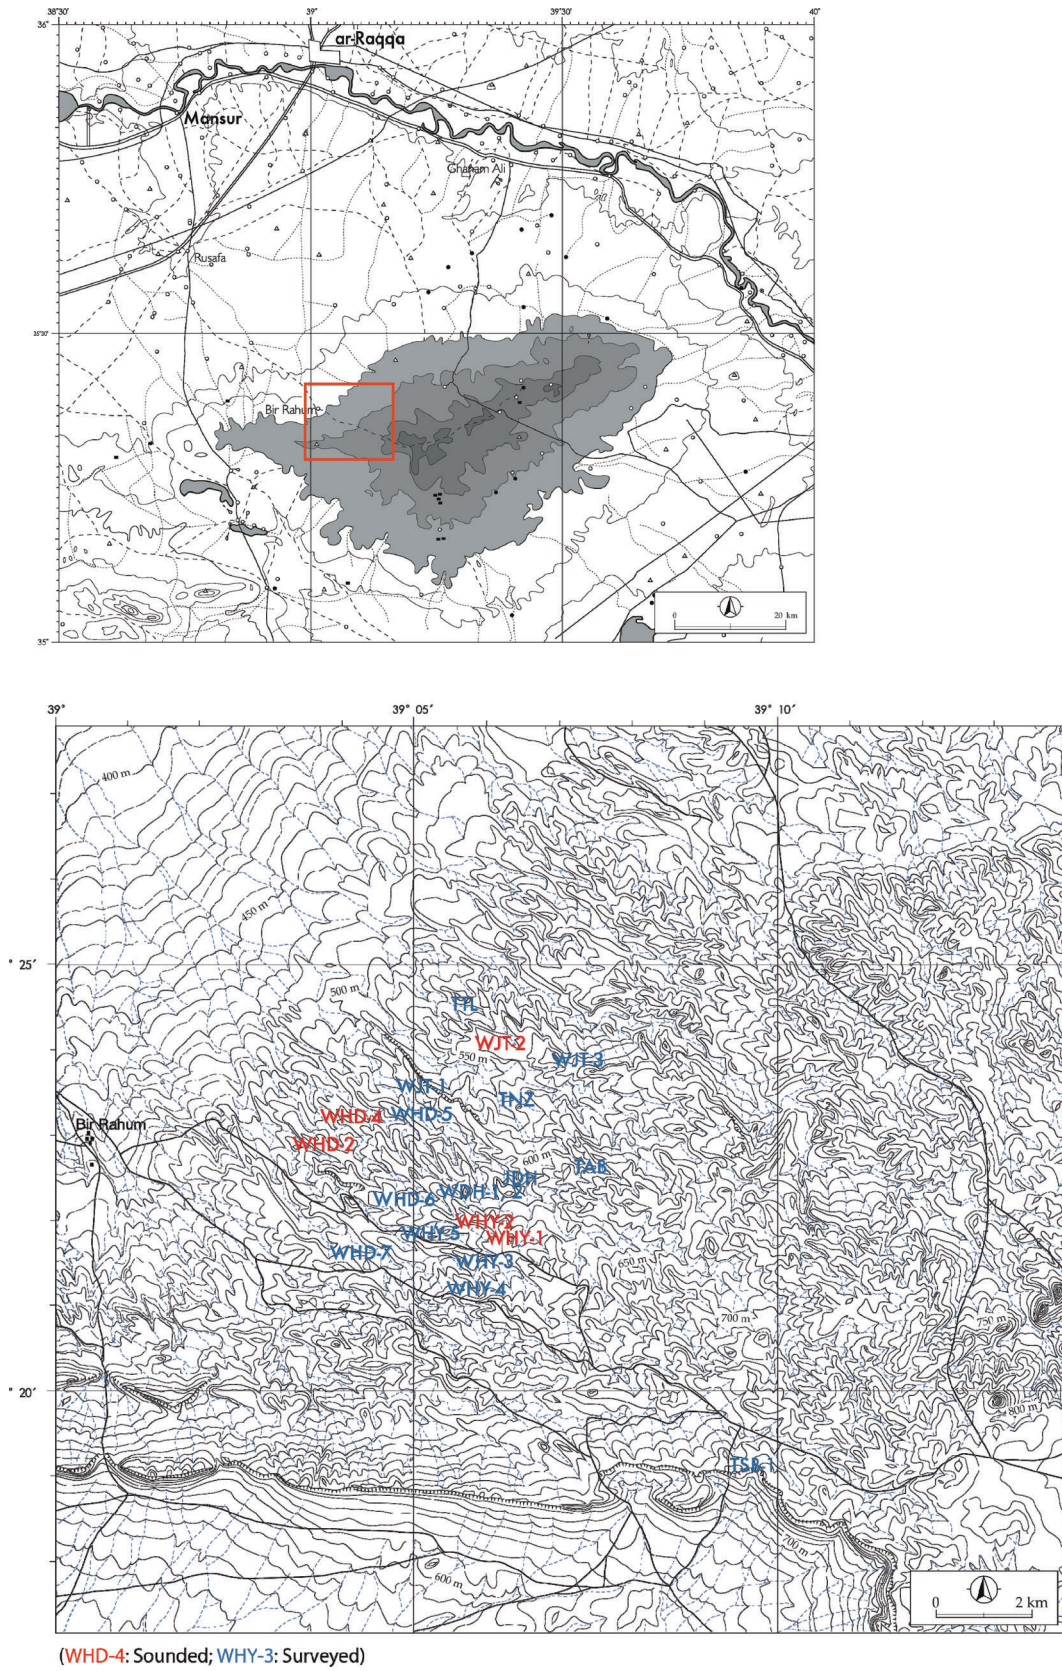 38°30'
39°
39°30'
40°
36°
ar-Raqqa
Mansur
Ghanam Ali
Rusafa
Bir Rahum
35°
0 20 km
39°
39° 05'
39° 10'
400 m
450 m
° 25'
500 m
TTL
WJT-2
550 m
WJT-3
WJT-1
TNZ
WHD-4
WHD-5
Bir Rahum
WHD-2
600 m
TAB
JDH
WHD-6
WDH-1, 2
WHY-2
WHY-5
WHY-1
WHD-7
WHY-3
650 m
WHY-4
700 m
750 m
° 20'
800 m
TSB-1
700 m
600 m
0 2 km
(WHD-4: Sounded; WHY-3: Surveyed)